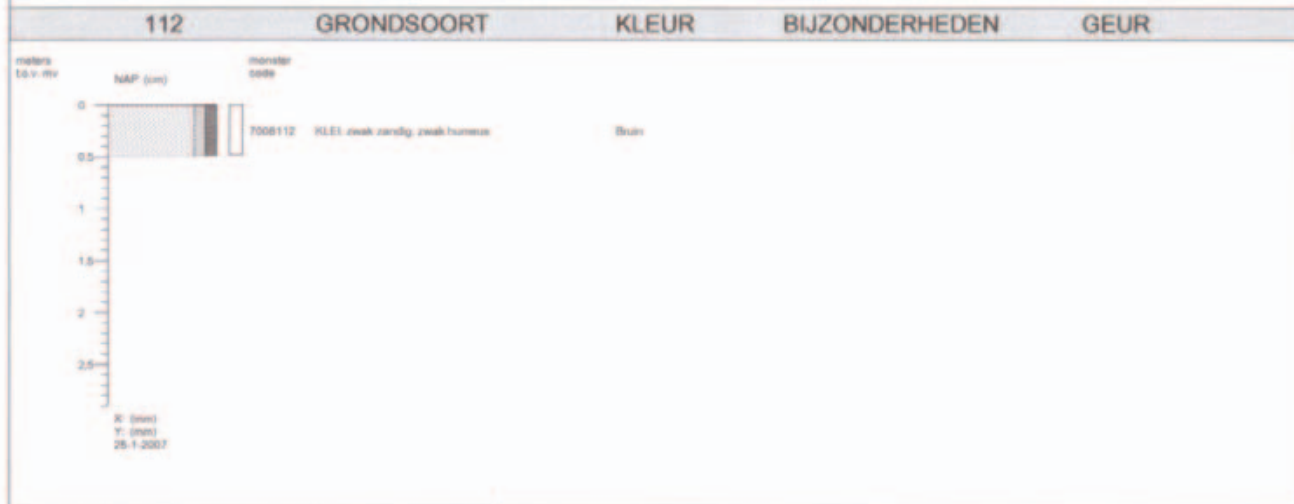 112 GRONDSOORT KLEUR BIJZONDERHEDEN GEUR
meters
t.o.v. mv
NAP (cm)
monster
code
0
7008112 KLEI: zwak zandig, zwak humeus Bruin
0.5
1
1.5
2
2.5
X: (mm)
Y: (mm)
-1-2007